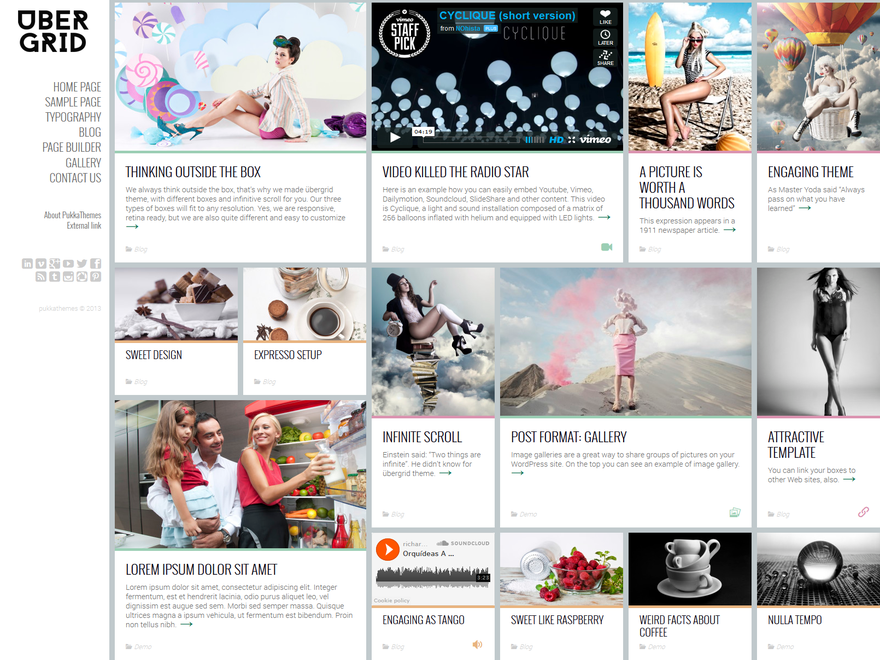 ÜBER
GRID
HOME PAGE
SAMPLE PAGE
TYPOGRAPHY
BLOG
PAGE BUILDER
GALLERY
CONTACT US
About PukkaThemes
External link
pukkathemes © 2013
THINKING OUTSIDE THE BOX
We always think outside the box, that's why we made übergrid
theme, with different boxes and infinitive scroll for you. Our three
types of boxes will fit to any resolution. Yes, we are responsive,
retina ready, but we are also quite different and easy to customize
→
Blog
vimeo
STAFF
PICK
CYCLIQUE (short version)
from NONista PLUS
CYCLIQUE
LIKE
LATER
SHARE
04:19
HD
vimeo
VIDEO KILLED THE RADIO STAR
Here is an example how you can easily embed Youtube, Vimeo,
Dailymotion, Soundcloud, SlideShare and other content. This video
is Cyclique, a light and sound installation composed of a matrix of
256 balloons inflated with helium and equipped with LED lights. →
Blog
A PICTURE IS
WORTH A
THOUSAND WORDS
This expression appears in a
1911 newspaper article. →
Blog
ENGAGING THEME
As Master Yoda said "Always
pass on what you have
learned" →
Blog
SWEET DESIGN
Blog
EXPRESSO SETUP
Blog
INFINITE SCROLL
Einstein said: "Two things are
infinite". He didn't know for
übergrid theme. →
Blog
POST FORMAT: GALLERY
Image galleries are a great way to share groups of pictures on your
WordPress site. On the top you can see an example of image gallery.
→
Demo
ATTRACTIVE
TEMPLATE
You can link your boxes to
other Web sites, also. →
Blog
LOREM IPSUM DOLOR SIT AMET
Lorem ipsum dolor sit amet, consectetur adipiscing elit. Integer
fermentum, est et hendrerit lacinia, odio purus aliquet leo, vel
dignissim est augue sed sem. Morbi sed semper massa. Quisque
ultrices magna a ipsum vehicula, ut fermentum est bibendum. Proin
non tellus nibh. →
Demo
richar...
SOUNDCLOUD
Orquídeas A ...
3:23
Cookie policy
ENGAGING AS TANGO
Blog
SWEET LIKE RASPBERRY
Blog
WEIRD FACTS ABOUT
COFFEE
Demo
NULLA TEMPO
Demo